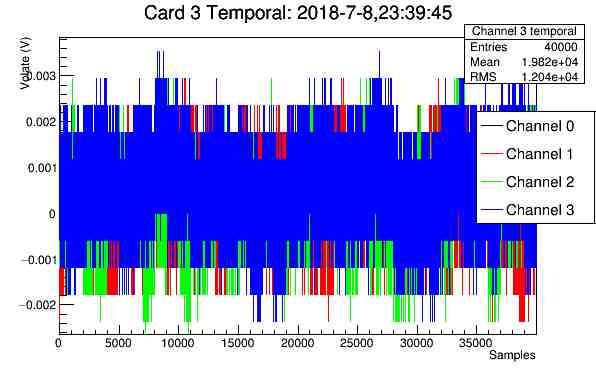 Card 3 Temporal: 2018-7-8,23:39:45
Volate (V)
Channel 3 temporal
Entries 40000
Mean 1.982e+04
RMS 1.204e+04
0.003
0.002
0.001
0
−0.001
−0.002
Channel 0
Channel 1
Channel 2
Channel 3
0 5000 10000 15000 20000 25000 30000 35000
Samples